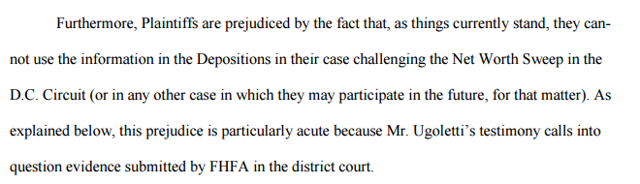 Furthermore, Plaintiffs are prejudiced by the fact that, as things currently stand, they can-
not use the information in the Depositions in their case challenging the Net Worth Sweep in the
D.C. Circuit (or in any other case in which they may participate in the future, for that matter). As
explained below, this prejudice is particularly acute because Mr. Ugoletti's testimony calls into
question evidence submitted by FHFA in the district court.